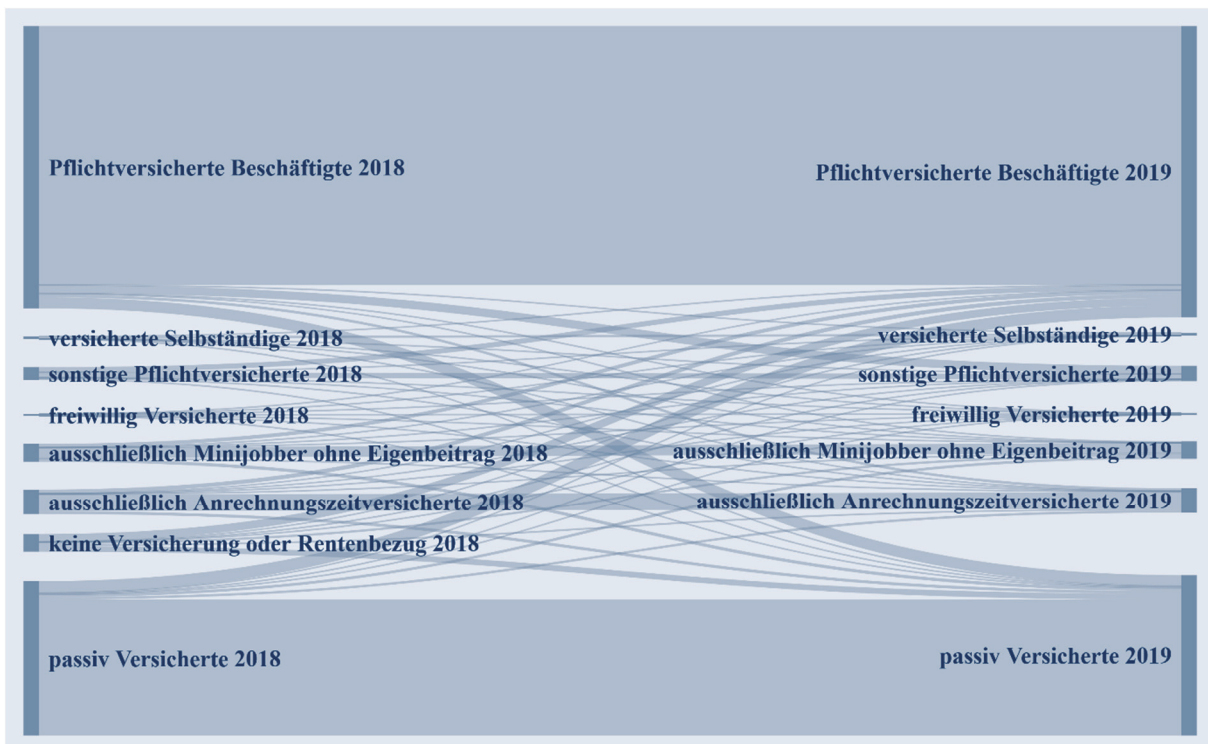 Pflichtversicherte Beschäftigte 2018
Pflichtversicherte Beschäftigte 2019
versicherte Selbständige 2018
versicherte Selbständige 2019
sonstige Pflichtversicherte 2018
sonstige Pflichtversicherte 2019
freiwillig Versicherte 2018
freiwillig Versicherte 2019
ausschließlich Minijobber ohne Eigenbeitrag 2018
ausschließlich Minijobber ohne Eigenbeitrag 2019
ausschließlich Anrechnungszeitversicherte 2018
ausschließlich Anrechnungszeitversicherte 2019
keine Versicherung oder Rentenbezug 2018
passiv Versicherte 2018
passiv Versicherte 2019